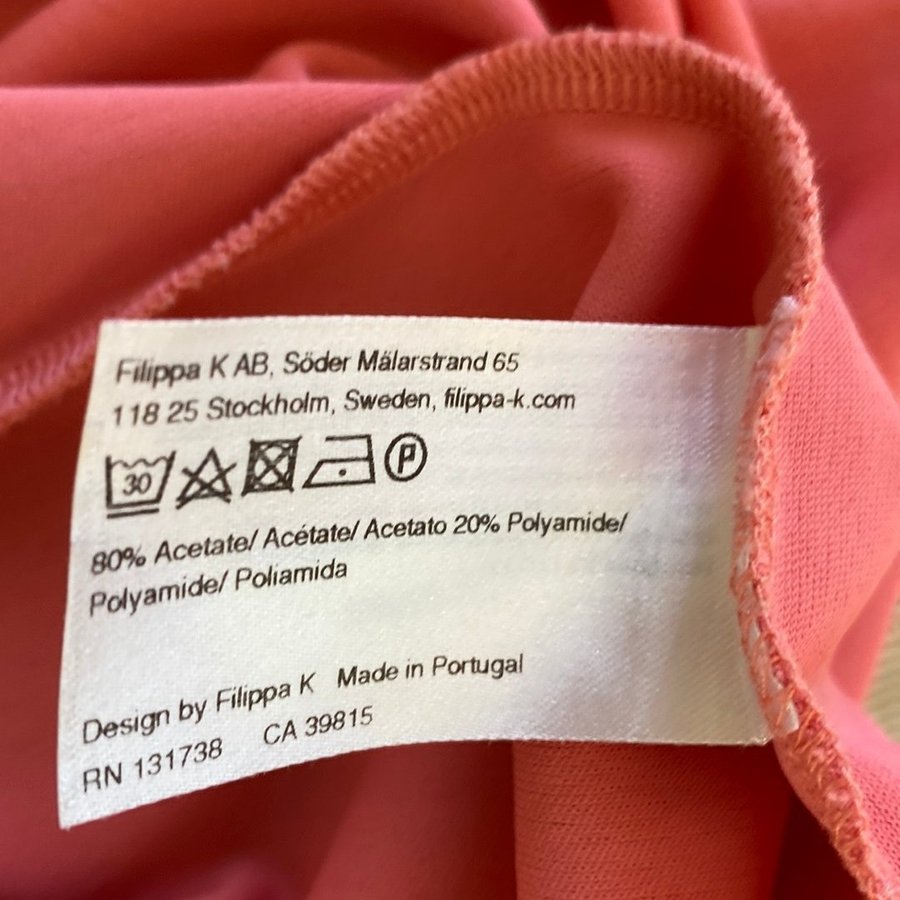 Filippa K AB, Söder Mälarstrand 65
118 25 Stockholm, Sweden, filippa-k.com
30 P
80% Acetate/ Acétate/ Acetato 20% Polyamide/
Polyamide/ Poliamida
Design by Filippa K Made in Portugal
RN 131738 CA 39815